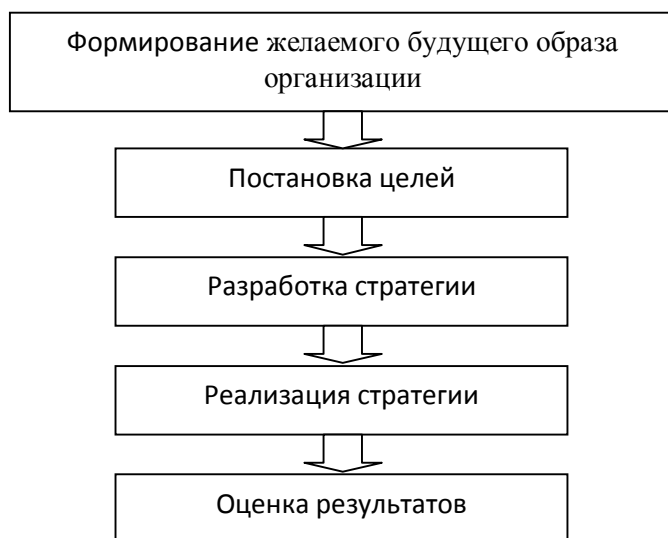 Формирование желаемого будущего образа
организации
Постановка целей
Разработка стратегии
Реализация стратегии
Оценка результатов